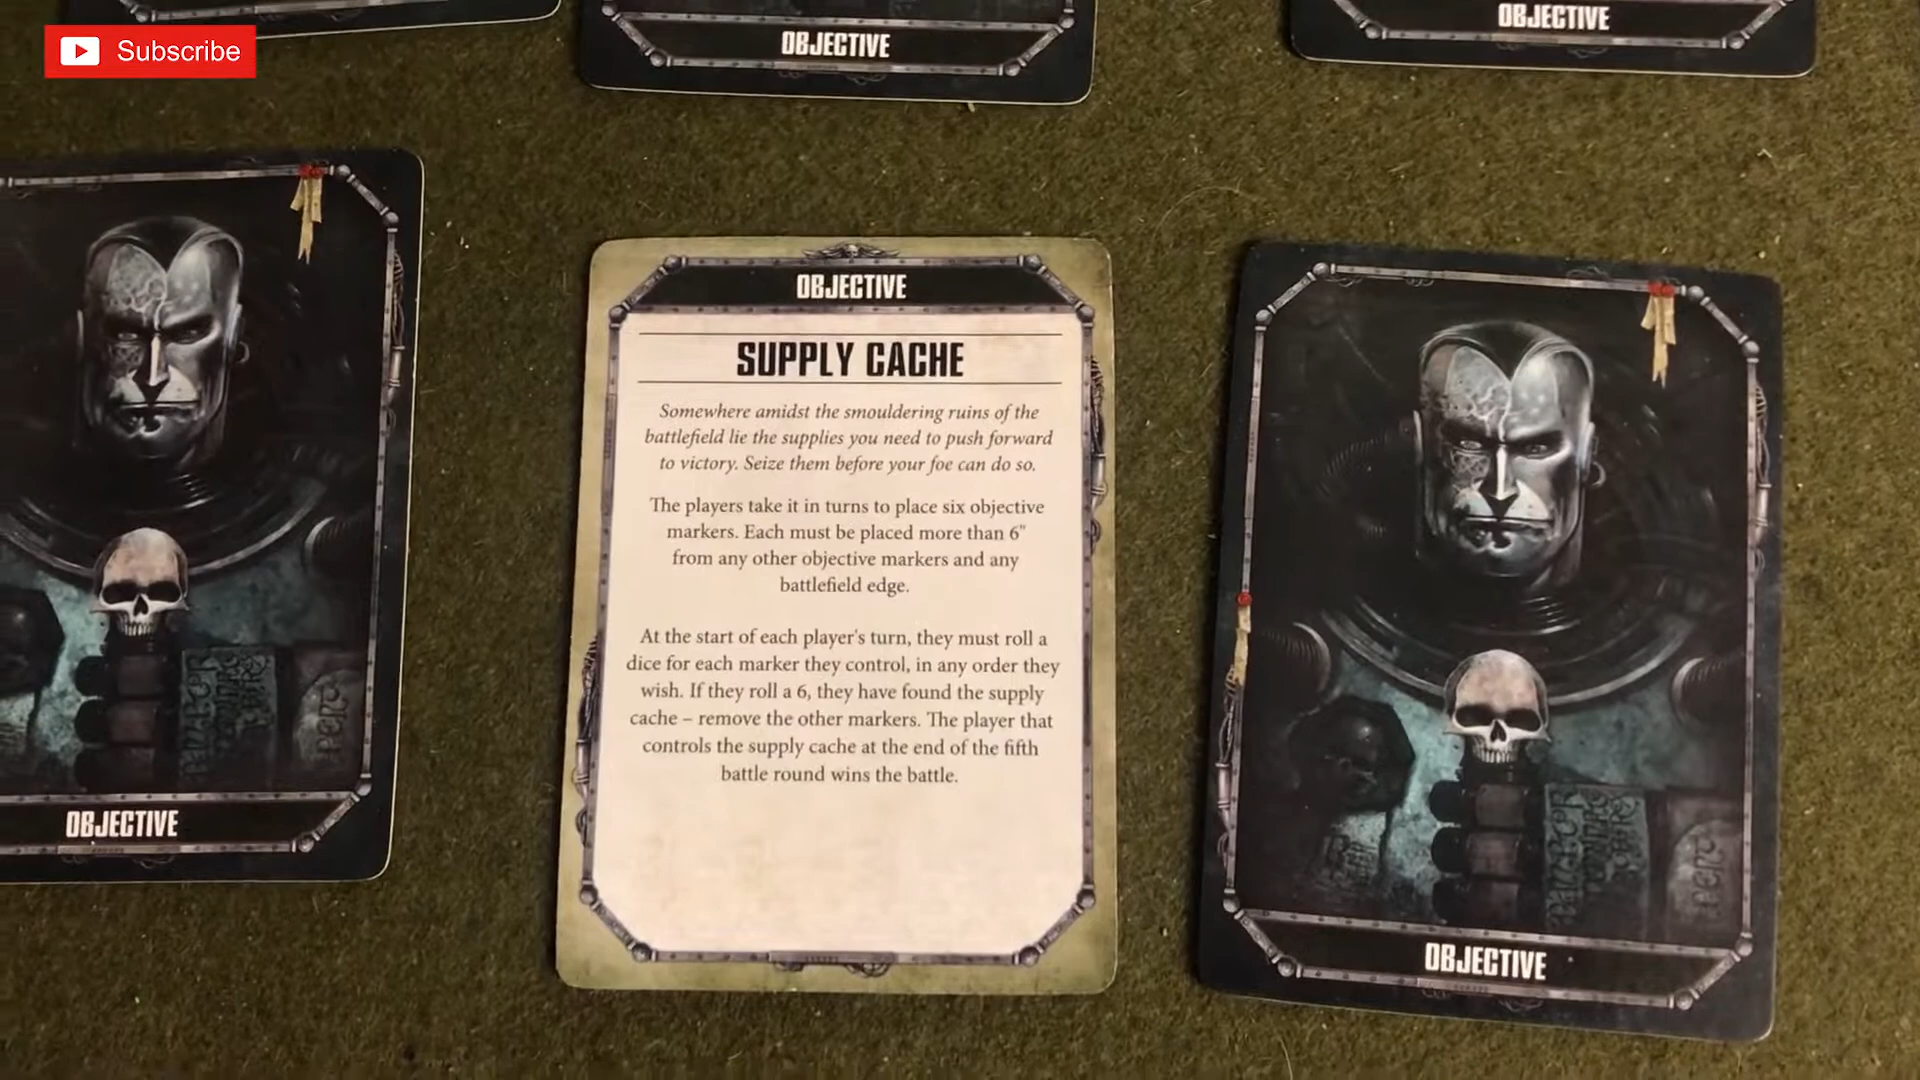 Subscribe
OBJECTIVE
OBJECTIVE
OBJECTIVE
SUPPLY CACHE
Somewhere amidst the smouldering ruins of the
battlefield lie the supplies you need to push forward
to victory. Seize them before your foe can do so.
The players take it in turns to place six objective
markers. Each must be placed more than 6"
from any other objective markers and any
battlefield edge.
At the start of each player's turn, they must roll a
dice for each marker they control, in any order they
wish. If they roll a 6, they have found the supply
cache – remove the other markers. The player that
controls the supply cache at the end of the fifth
battle round wins the battle.
OBJECTIVE
OBJECTIVE